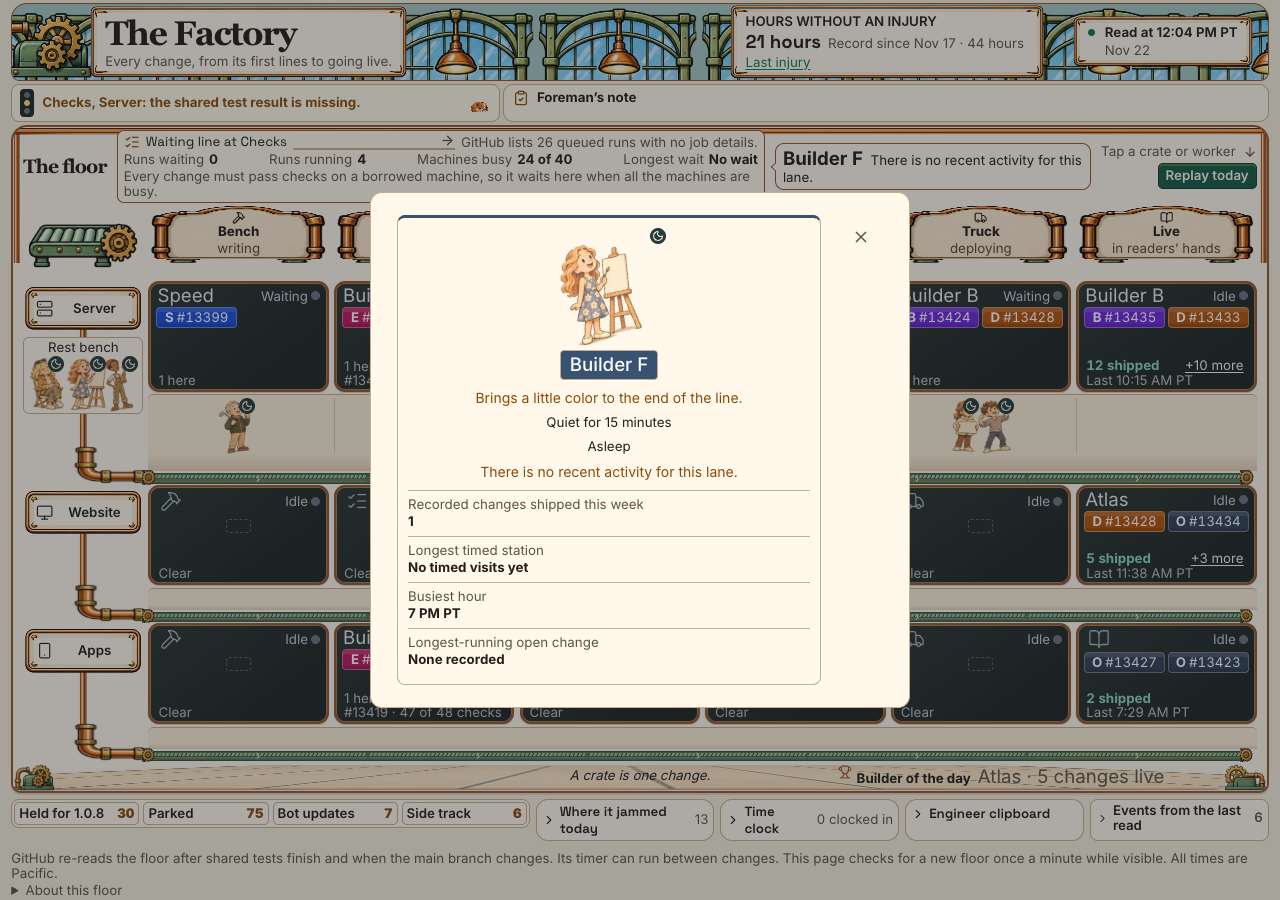 The Factory
Every change, from its first lines to going live.
HOURS WITHOUT AN INJURY
21 hours Record since Nov 17 · 44 hours
Last injury
Read at 12:04 PM PT
Nov 22
Checks, Server: the shared test result is missing.
Foreman's note
The floor
Waiting line at Checks
GitHub lists 26 queued runs with no job details.
Runs waiting 0
Runs running 4
Machines busy 24 of 40
Longest wait No wait
Every change must pass checks on a borrowed machine, so it waits here when all the machines are
busy.
Builder F There is no recent activity for this
lane.
Tap a crate or worker
Replay today
Bench
writing
Truck
deploying
Live
in readers' hands
Server
Rest bench
Speed
Waiting
S #13399
1 here
Builder F
Brings a little color to the end of the line.
Quiet for 15 minutes
Asleep
There is no recent activity for this lane.
Recorded changes shipped this week
1
Longest timed station
No timed visits yet
Busiest hour
7 PM PT
Longest-running open change
None recorded
Builder B
Waiting
B #13424
D #13428
here
Builder B
Idle
B #13435
D #13433
12 shipped
+10 more
Last 10:15 AM PT
Website
Idle
Clear
Idle
Atlas
Idle
D #13428
O #13434
5 shipped
+3 more
Last 11:38 AM PT
Apps
Idle
Clear
#13419 · 47 of 48 checks
Clear
Clear
Idle
Clear
Idle
O #13427
O #13423
2 shipped
Last 7:29 AM PT
A crate is one change.
Builder of the day Atlas · 5 changes live
Held for 1.0.8 30
Parked 75
Bot updates 7
Side track 6
Where it jammed
today
13
Time
clock
0 clocked in
Engineer clipboard
Events from the last
read
6
GitHub re-reads the floor after shared tests finish and when the main branch changes. Its timer can run between changes. This page checks for a new floor once a minute while visible. All times are
Pacific.
About this floor